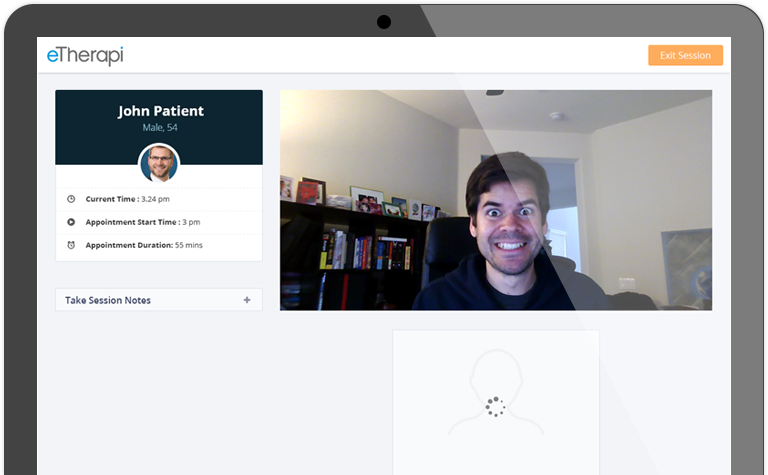 eTherapi
Exit Session
John Patient
Male, 54
Current Time : 3.24 pm
Appointment Start Time : 3 pm
Appointment Duration: 55 mins
Take Session Notes +